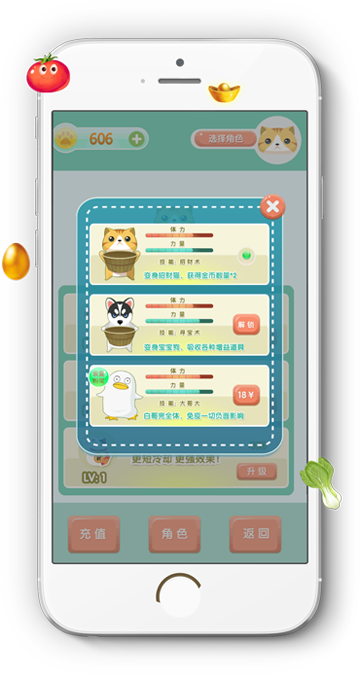 606
选择角色
体 力
力 量
技 能：招财术
变身招财猫、获得金币数量*2
体 力
力 量
技 能：寻宝术
变身宝宝狗、吸收各种增益道具
解 锁
体 力
力 量
技 能：大哥大
白哥完全体、免疫一切负面影响
18￥
更短冷却 更强效果！
LV:1
升 级
充 值
角 色
返 回